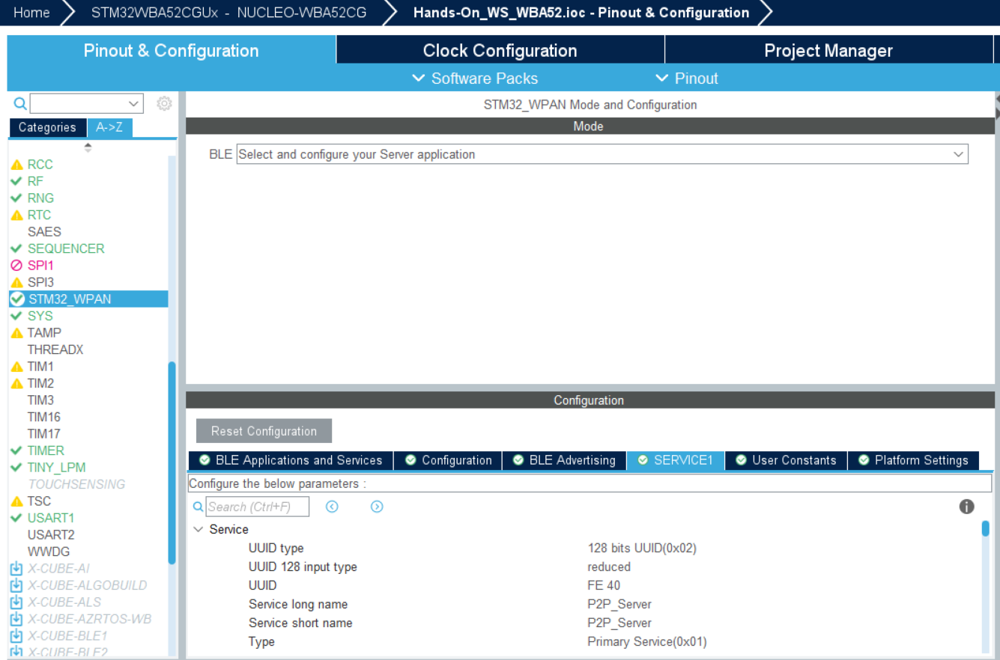 Home STM32WBA52CGUx - NUCLEO-WBA52CG Hands-On_WS_WBA52.ioc - Pinout & Configuration
Pinout & Configuration Clock Configuration Project Manager
Software Packs Pinout
STM32_WPAN Mode and Configuration
Categories A->Z
Mode
RCC
RF
RNG
RTC
SAES
SEQUENCER
SPI1
SPI3
STM32_WPAN
SYS
TAMP
THREADX
TIM1
TIM2
TIM3
TIM16
TIM17
TIMER
TINY_LPM
TOUCHSENSING
TSC
USART1
USART2
WWDG
X-CUBE-AI
X-CUBE-ALGOBUILD
X-CUBE-ALS
X-CUBE-AZRTOS-WB
X-CUBE-BLE1
X-CUBE-BLE2
BLE Select and configure your Server application
Configuration
Reset Configuration
BLE Applications and Services Configuration BLE Advertising SERVICE1 User Constants Platform Settings
Configure the below parameters :
Search (Ctrl+F)
Service
UUID type 128 bits UUID(0x02)
UUID 128 input type reduced
UUID FE 40
Service long name P2P_Server
Service short name P2P_Server
Type Primary Service(0x01)